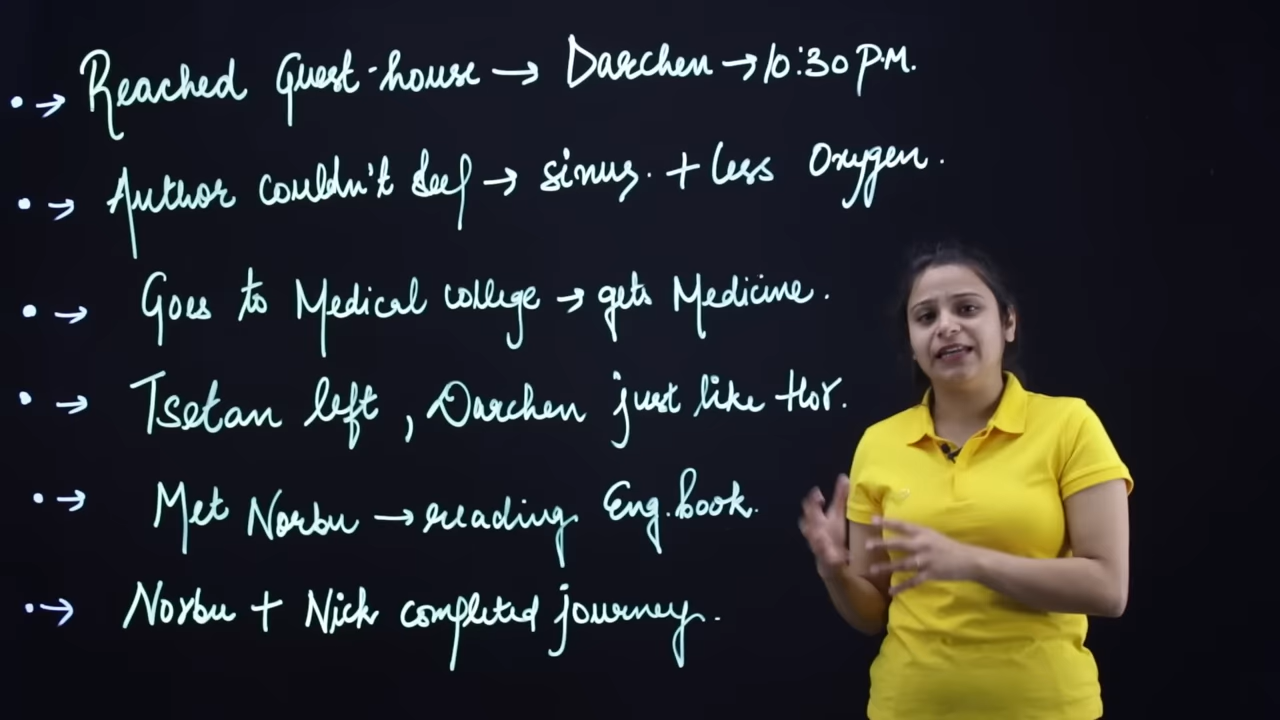 • → Reached Guest-house → Darchen → 10:30 P.M.
• → Author couldn't sleep → sinus. + less Oxygen.
• → Goes to Medical college → gets Medicine.
• → Tsetan left, Darchen just like Hor.
• → Met Norbu → reading Eng. book.
• → Norbu + Nick completed journey.